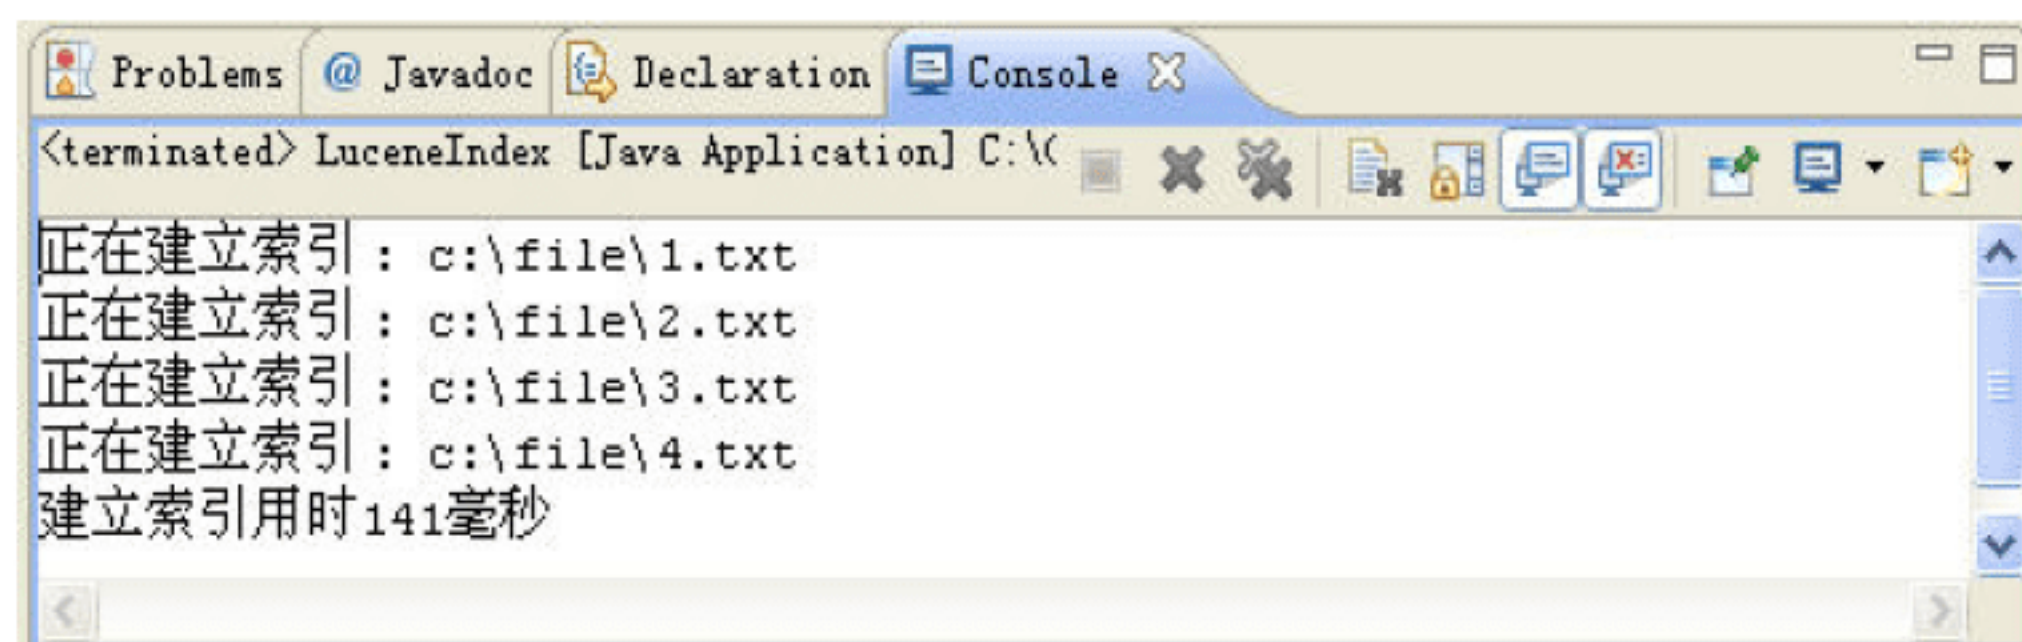 Problems @ Javadoc Declaration Console
<terminated> LuceneIndex [Java Application] C:\(
正在建立索引：c:\file\1.txt
正在建立索引：c:\file\2.txt
正在建立索引：c:\file\3.txt
正在建立索引：c:\file\4.txt
建立索引用时141毫秒